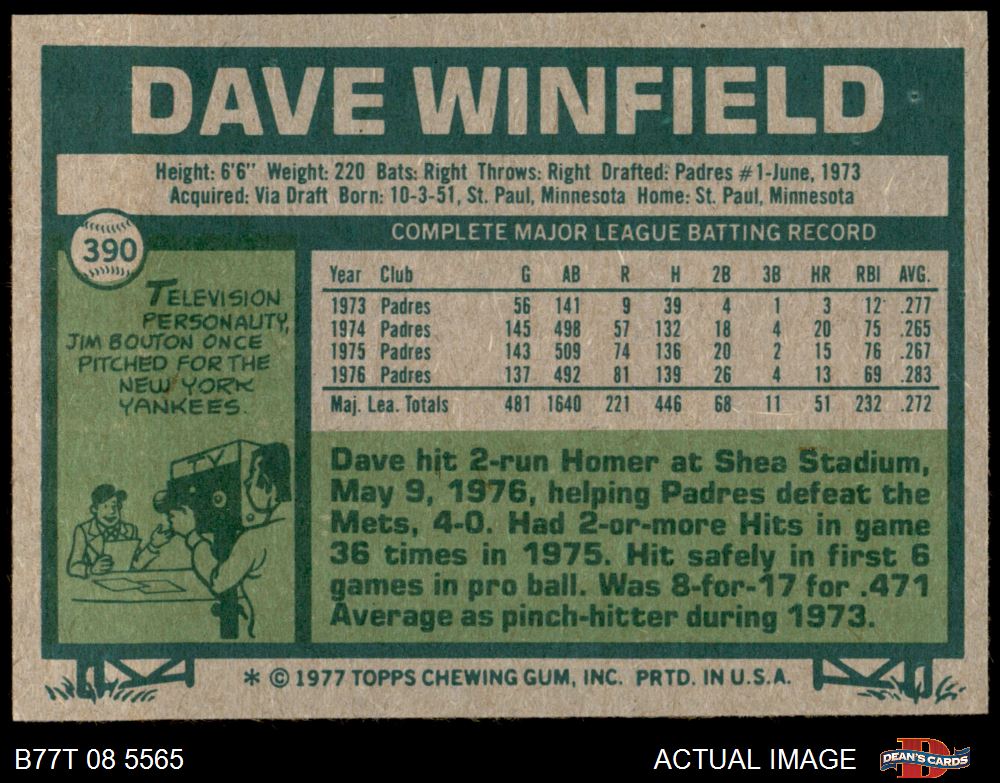 DAVE WINFIELD
Height: 6'6" Weight: 220 Bats: Right Throws: Right Drafted: Padres #1-June, 1973
Acquired: Via Draft Born: 10-3-51, St. Paul, Minnesota Home: St. Paul, Minnesota
390
TELEVISION
PERSONALITY,
JIM BOUTON ONCE
PITCHED FOR THE
NEW YORK
YANKEES.
TV
COMPLETE MAJOR LEAGUE BATTING RECORD
Year Club G AB R H 2B 3B HR RBI AVG.
1973 Padres 56 141 9 39 4 1 3 12 .277
1974 Padres 145 498 57 132 18 4 20 75 .265
1975 Padres 143 509 74 136 20 2 15 76 .267
1976 Padres 137 492 81 139 26 4 13 69 .283
Maj. Lea. Totals 481 1640 221 446 68 11 51 232 .272
Dave hit 2-run Homer at Shea Stadium,
May 9, 1976, helping Padres defeat the
Mets, 4-0. Had 2-or-more Hits in game
36 times in 1975. Hit safely in first 6
games in pro ball. Was 8-for-17 for .471
Average as pinch-hitter during 1973.
* © 1977 TOPPS CHEWING GUM, INC. PRTD. IN U.S.A.
B77T 08 5565
ACTUAL IMAGE
D
DEAN'S CARDS